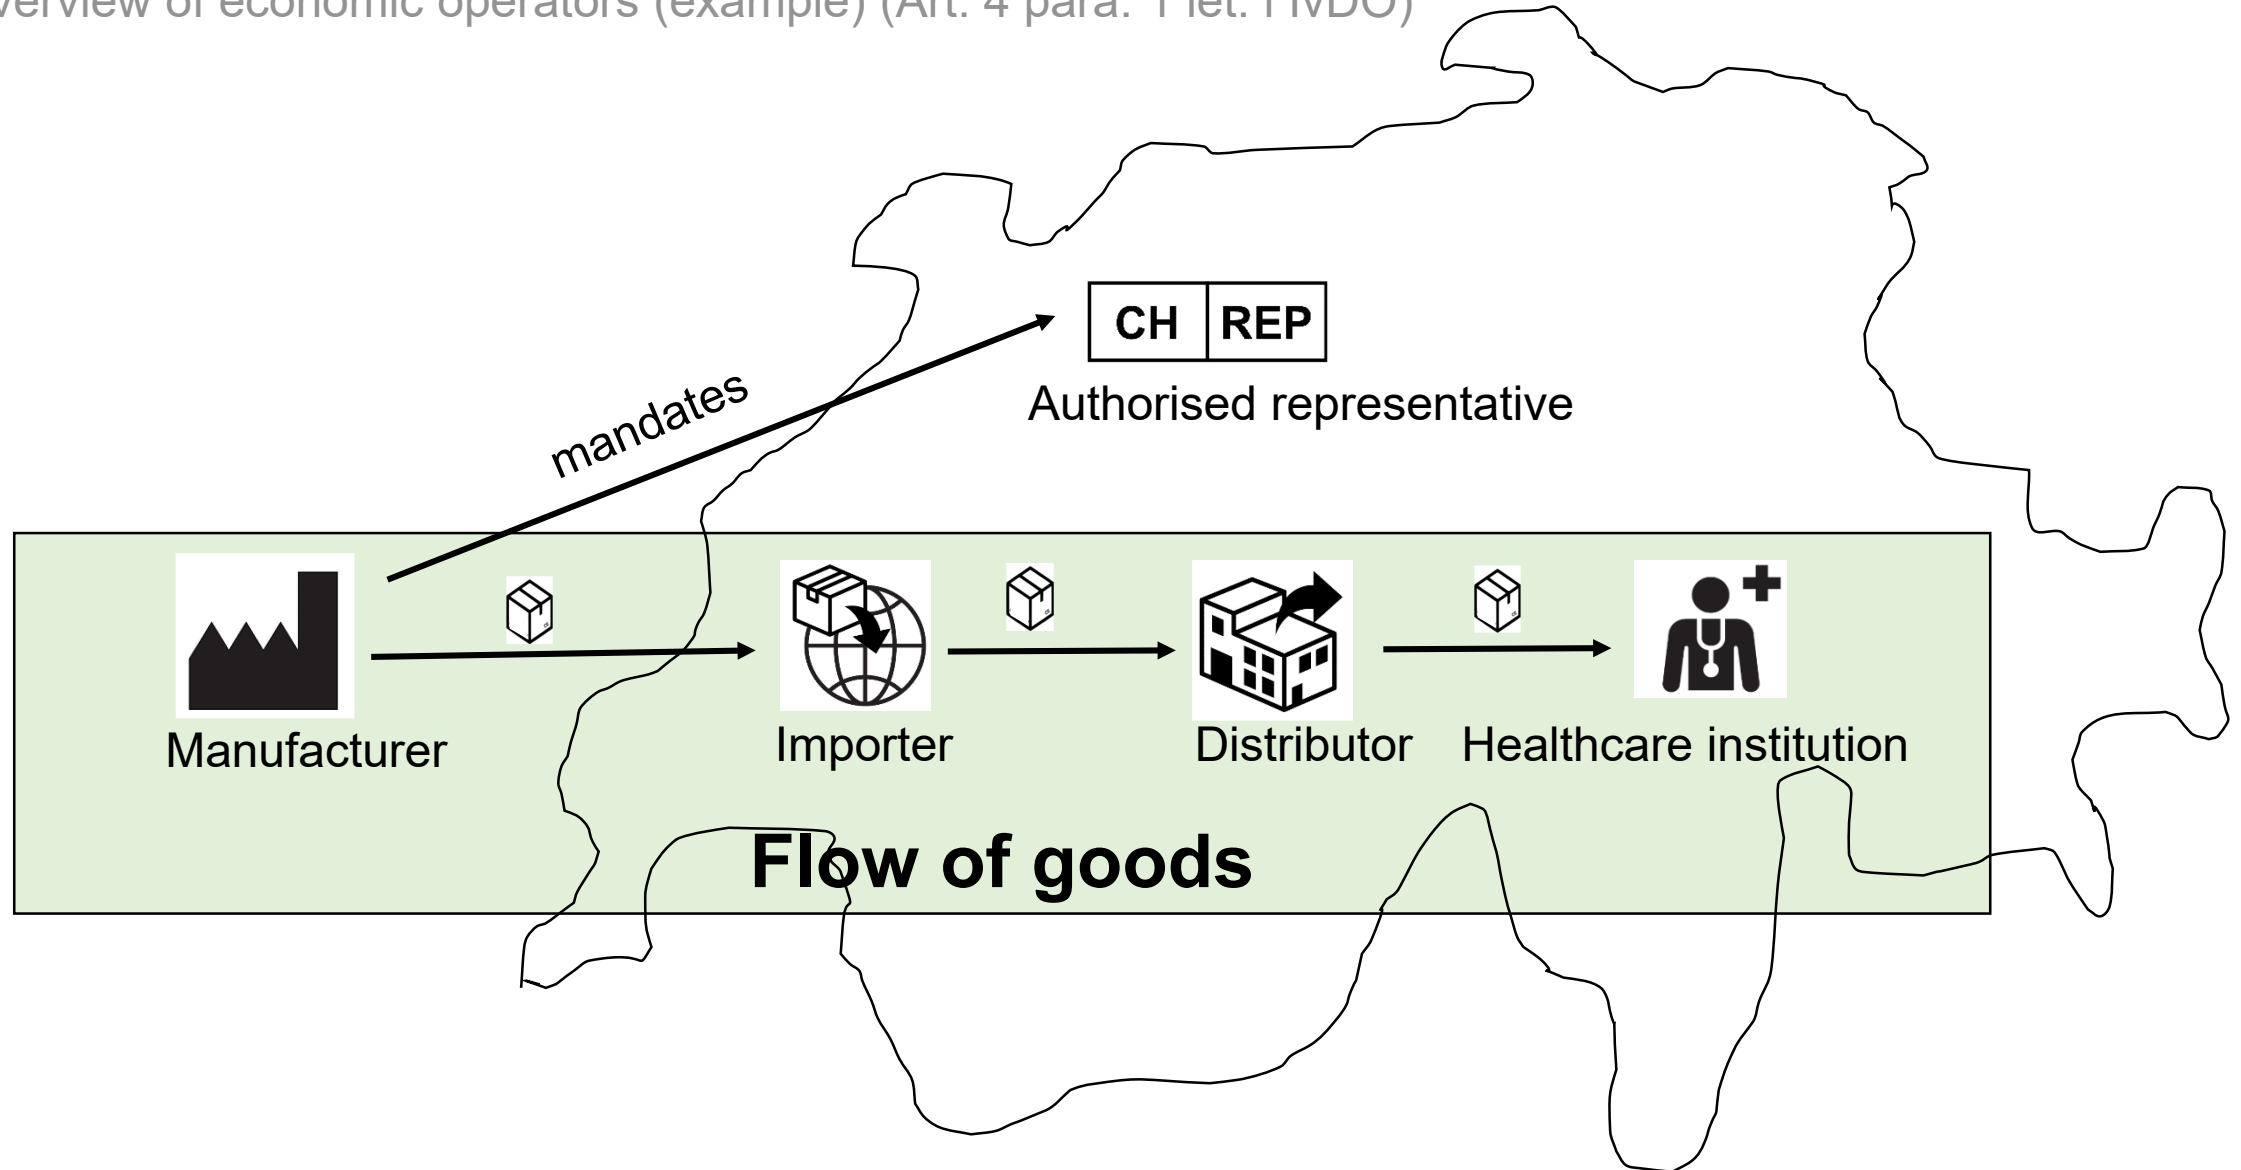 verview of economic operators (example) (Art. 4 para. 1 let. i IvDO)
CH REP
Authorised representative
mandates
Manufacturer
Importer
Distributor
Healthcare institution
Flow of goods